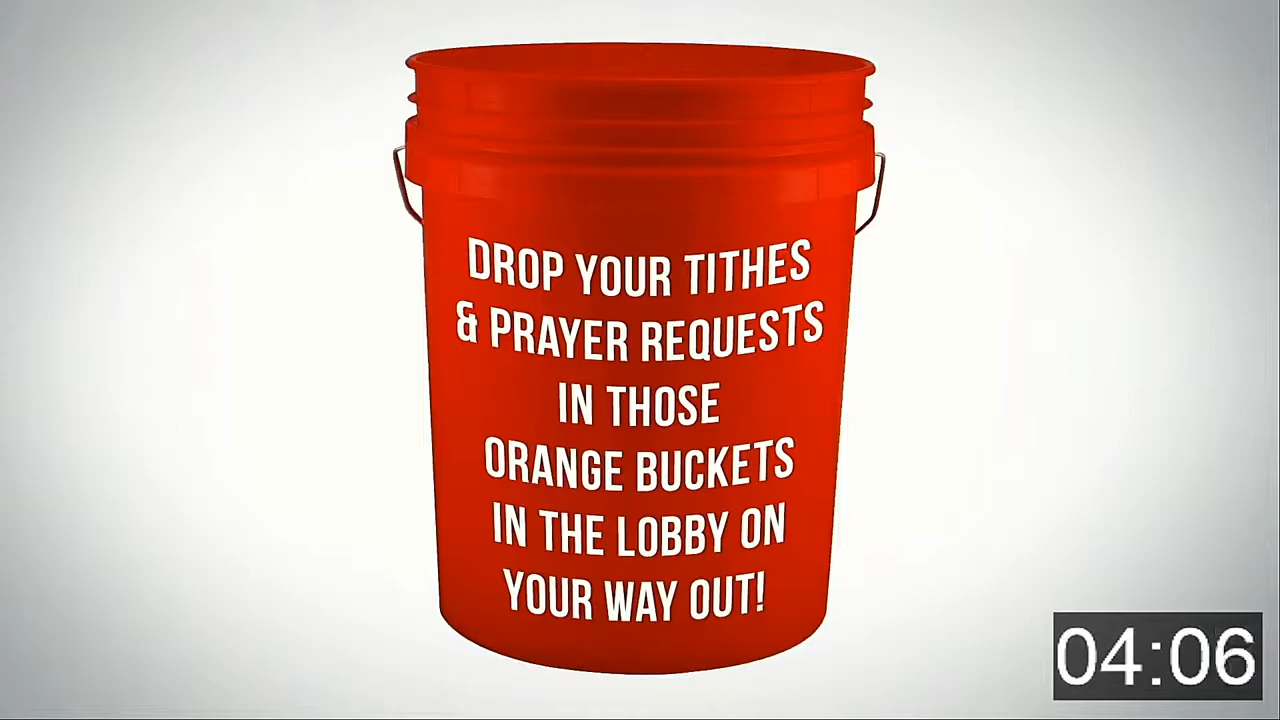 DROP YOUR TITHES
& PRAYER REQUESTS
IN THOSE
ORANGE BUCKETS
IN THE LOBBY ON
YOUR WAY OUT!
04:06